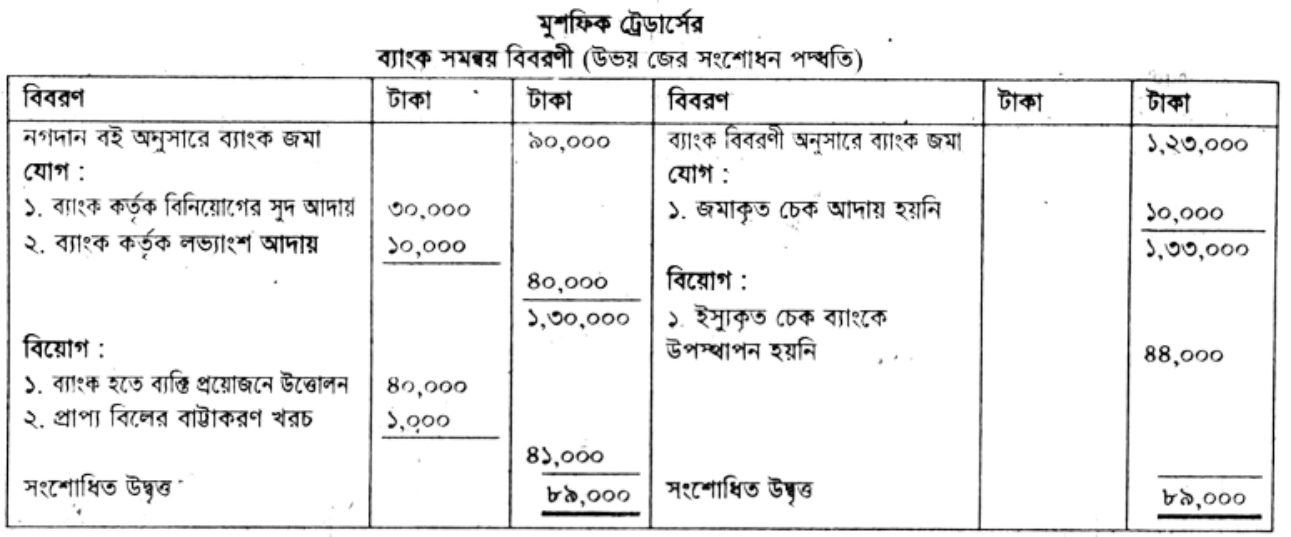 মুশফিক ট্রেডার্সের
ব্যাংক সমন্বয় বিবরণী (উভয় জের সংশোধন পদ্ধতি)
বিবরণ টাকা টাকা বিবরণ টাকা টাকা
নগদান বই অনুসারে ব্যাংক জমা ৯০,০০০ ব্যাংক বিবরণী অনুসারে ব্যাংক জমা ১,২৩,০০০
যোগ : যোগ :
১. ব্যাংক কর্তৃক বিনিয়োগের সুদ আদায় ৩০,০০০ ১. জমাকৃত চেক আদায় হয়নি ১০,০০০
২. ব্যাংক কর্তৃক লভ্যাংশ আদায় ১০,০০০ ১,৩৩,০০০
৪০,০০০ বিয়োগ :
১,৩০,০০০ ১. ইস্যুকৃত চেক ব্যাংকে
বিয়োগ : উপস্থাপন হয়নি ৪৪,০০০
১. ব্যাংক হতে ব্যক্তি প্রয়োজনে উত্তোলন ৪০,০০০
২. প্রাপ্য বিলের বাট্টাকরণ খরচ ১,০০০
৪১,০০০
সংশোধিত উদ্বৃত্ত ৮৯,০০০ সংশোধিত উদ্বৃত্ত ৮৯,০০০